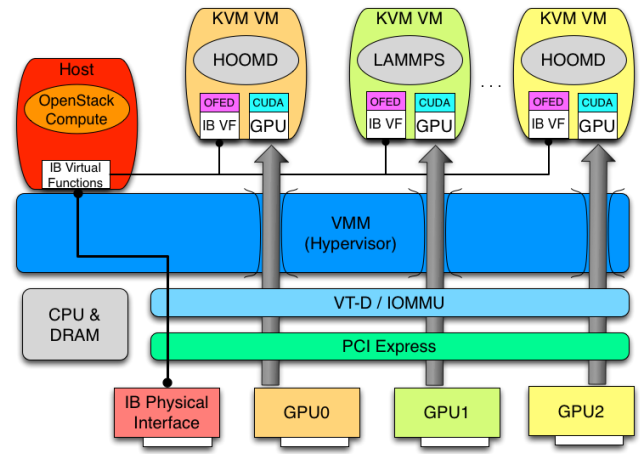 KVM VM
KVM VM
KVM VM
Host
HOOMD
LAMMPS
HOOMD
OpenStack
Compute
. . .
OFED
CUDA
OFED
CUDA
OFED
CUDA
IB VF
GPU
IB VF
GPU
IB VF
GPU
IB Virtual
Functions
VMM
(Hypervisor)
CPU &
DRAM
VT-D / IOMMU
PCI Express
IB Physical
Interface
GPU0
GPU1
GPU2